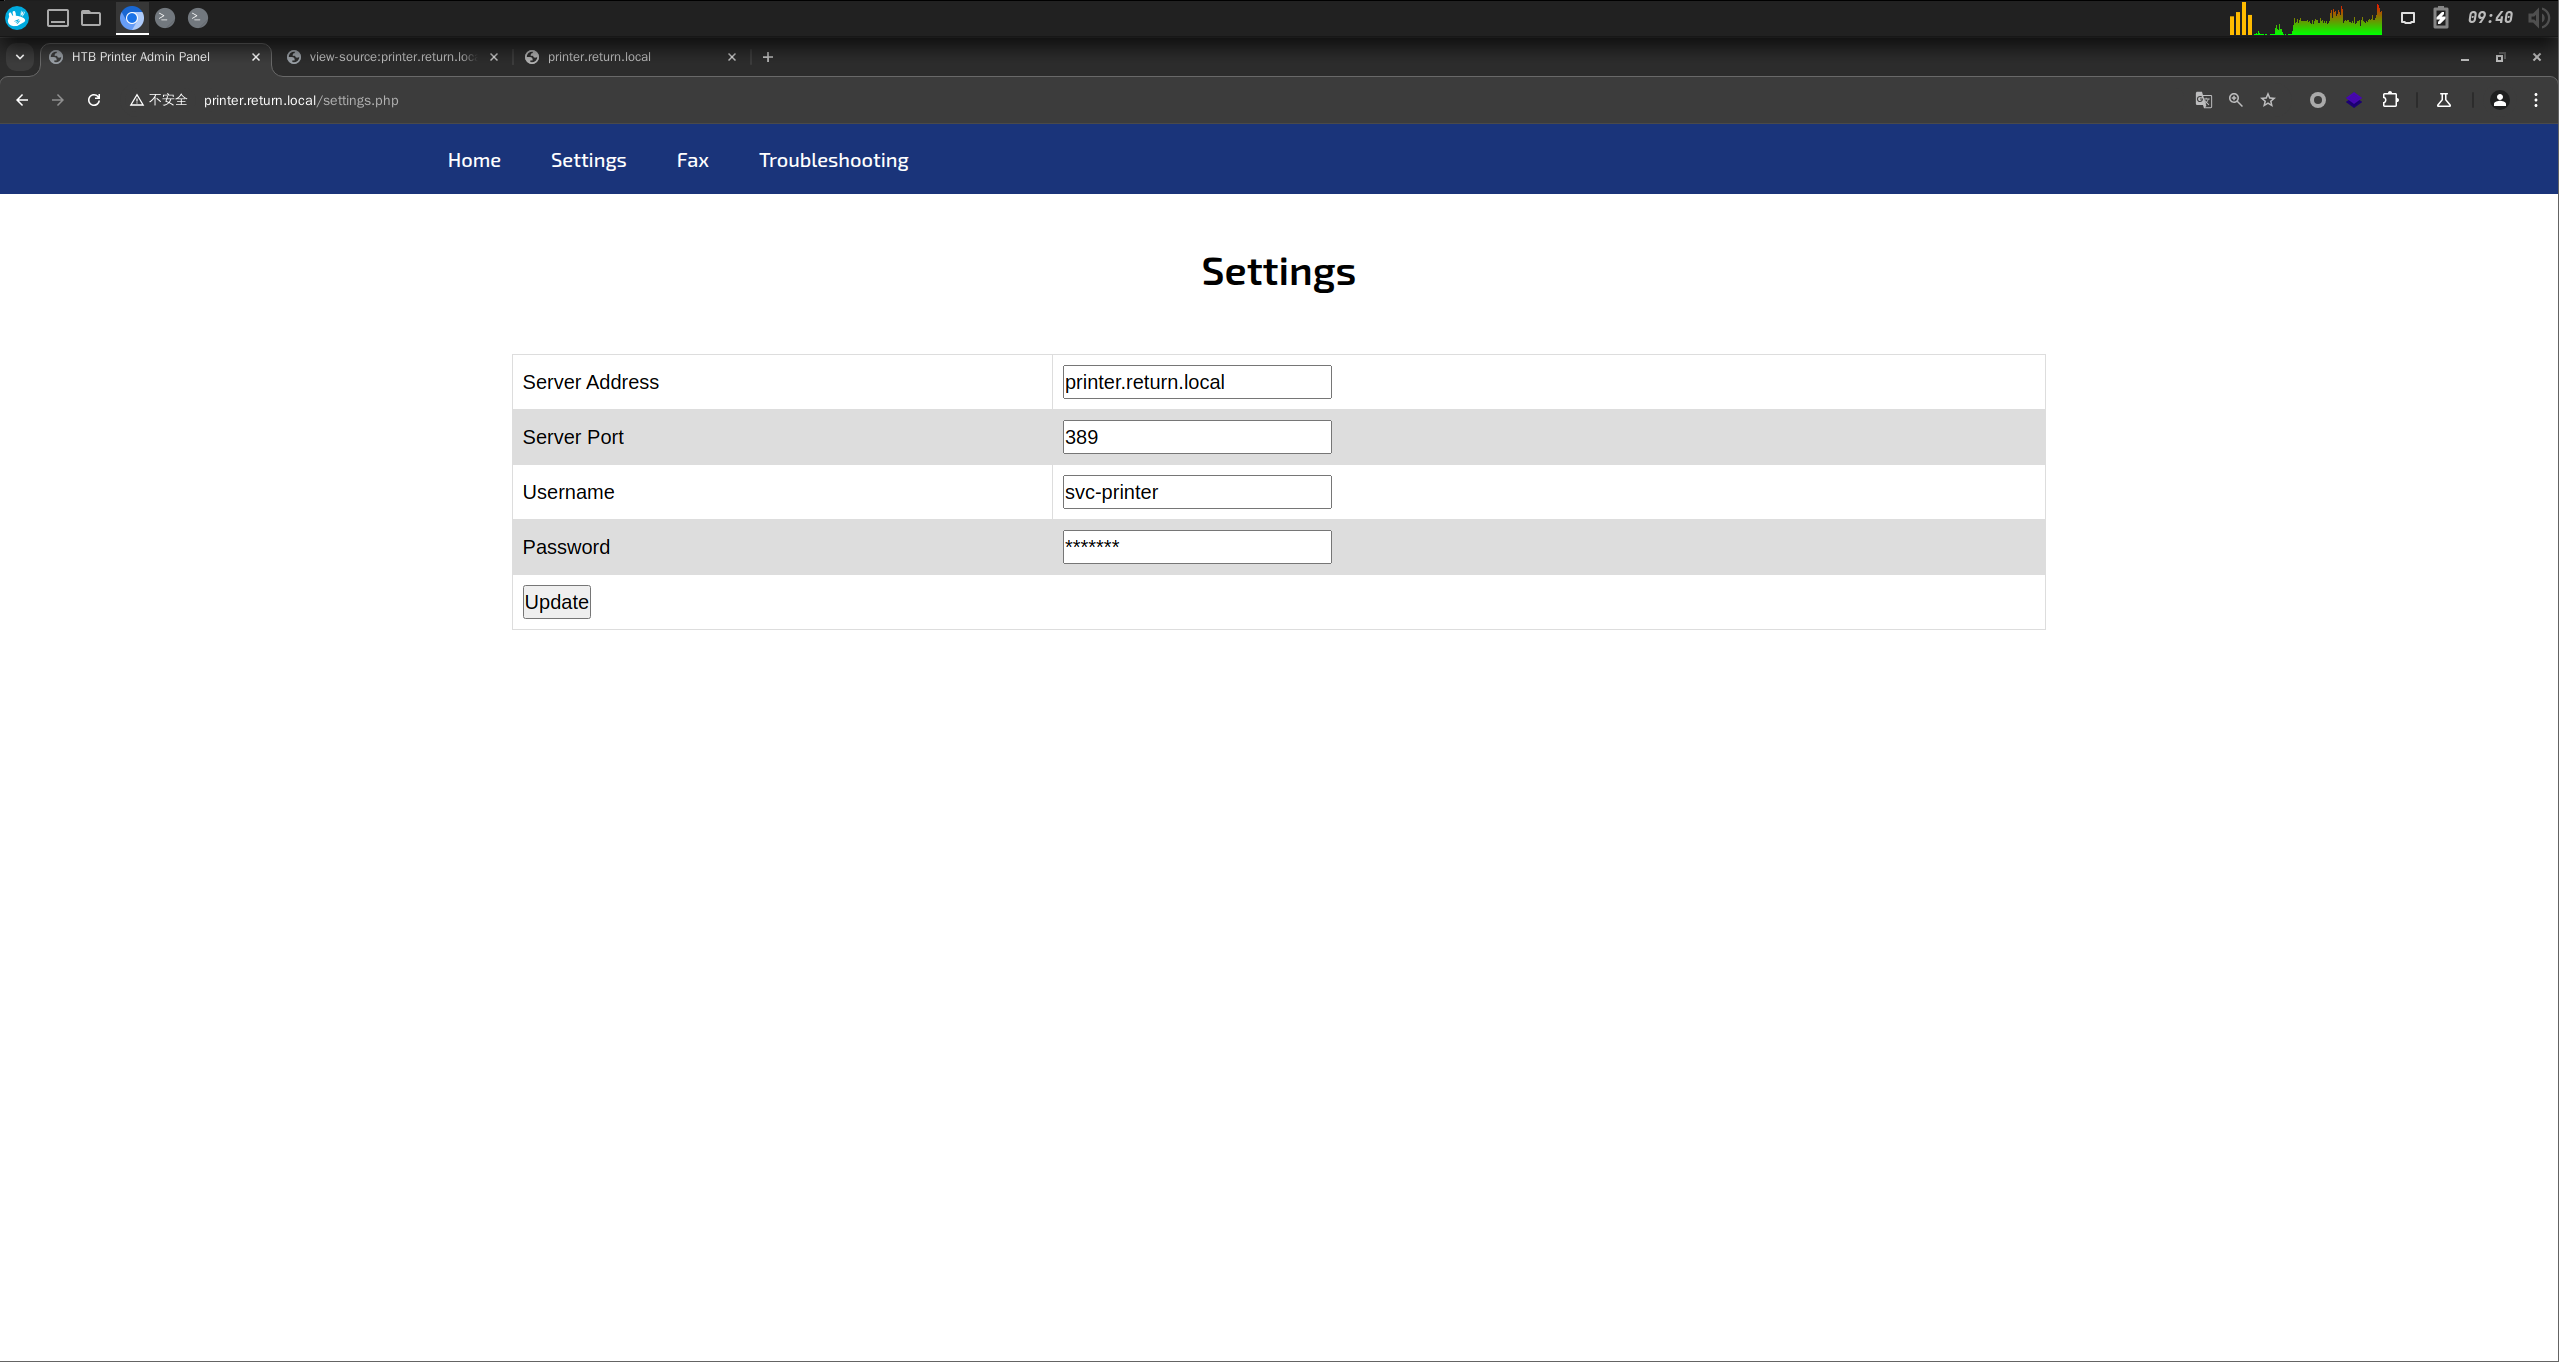 09:40
HTB Printer Admin Panel
view-source:printer.return.loc
printer.return.local
不安全 printer.return.local/settings.php
Home Settings Fax Troubleshooting
Settings
Server Address printer.return.local
Server Port 389
Username svc-printer
Password *******
Update